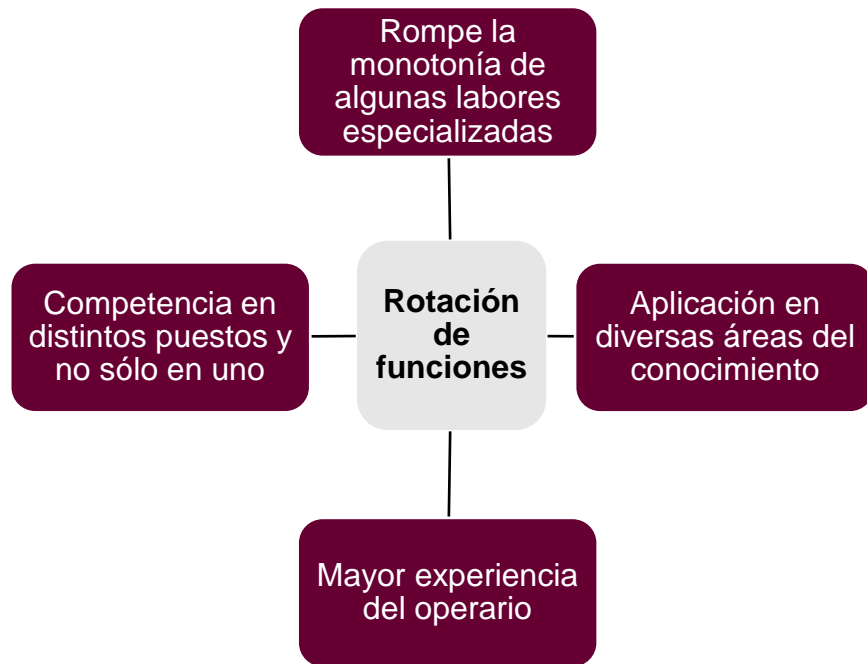 Rompe la
monotonía de
algunas labores
especializadas
Competencia en
distintos puestos y
no sólo en uno
Rotación
de
funciones
Aplicación en
diversas áreas del
conocimiento
Mayor experiencia
del operario